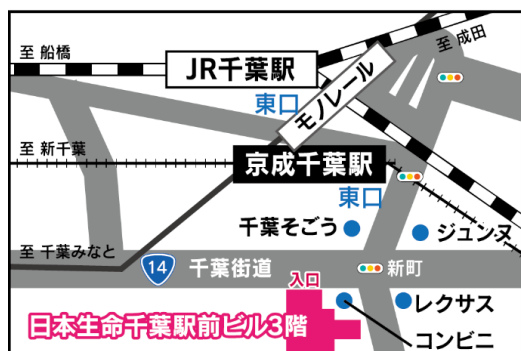 至 船橋
JR千葉駅
至 成田
東口
モノレール
至 新千葉
京成千葉駅
東口
千葉そごう
ジュンヌ
至 千葉みなと
14
千葉街道
新町
入口
日本生命千葉駅前ビル3階
レクサス
コンビニ